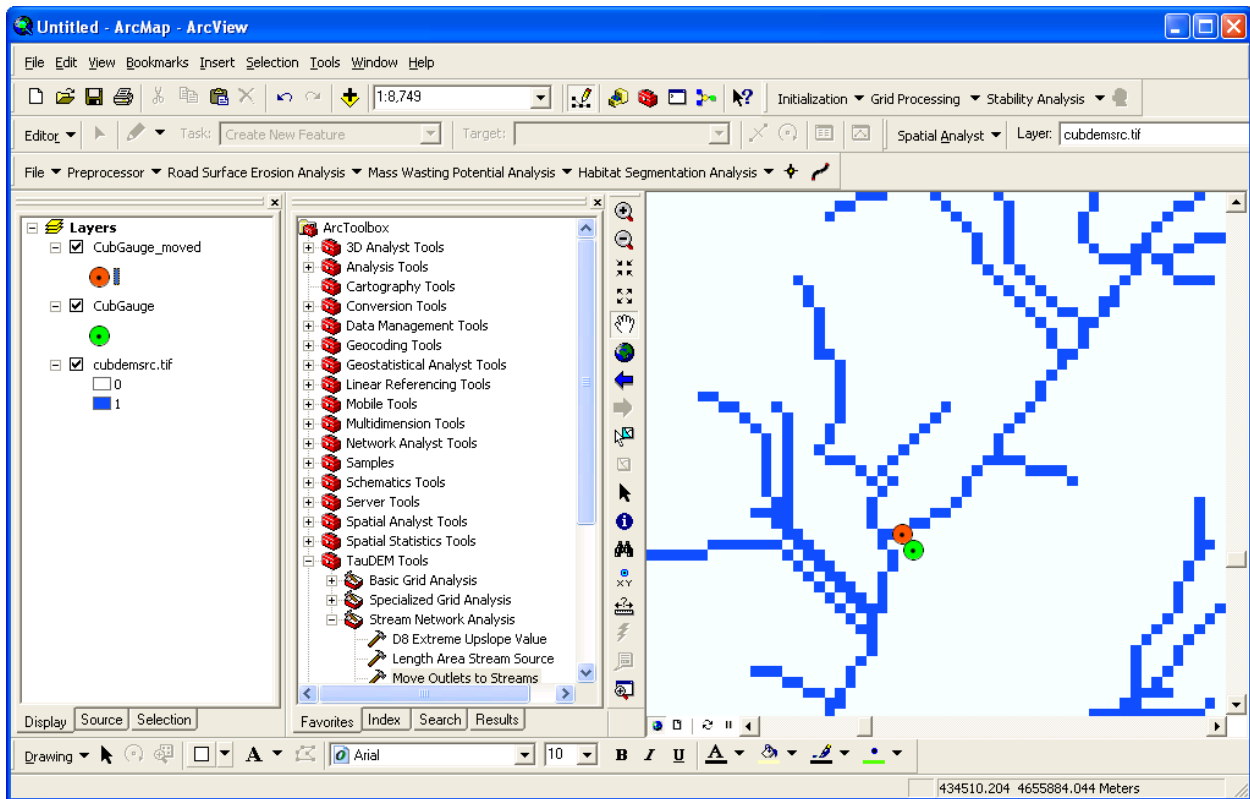 Untitled - ArcMap - ArcView
File Edit View Bookmarks Insert Selection Tools Window Help
1:8,749 Initialization Grid Processing Stability Analysis
Editor Task: Create New Feature Target: Spatial Analyst Layer: cubdemsrc.tif
File Preprocessor Road Surface Erosion Analysis Mass Wasting Potential Analysis Habitat Segmentation Analysis
Layers
CubGauge_moved
CubGauge
cubdemsrc.tif
0
1
Display Source Selection
ArcToolbox
3D Analyst Tools
Analysis Tools
Cartography Tools
Conversion Tools
Data Management Tools
Geocoding Tools
Geostatistical Analyst Tools
Linear Referencing Tools
Mobile Tools
Multidimension Tools
Network Analyst Tools
Samples
Schematics Tools
Server Tools
Spatial Analyst Tools
Spatial Statistics Tools
TauDEM Tools
Basic Grid Analysis
Specialized Grid Analysis
Stream Network Analysis
D8 Extreme Upslope Value
Length Area Stream Source
Move Outlets to Streams
Favorites Index Search Results
XY
Drawing A Arial 10 B I U A
434510.204 4655884.044 Meters